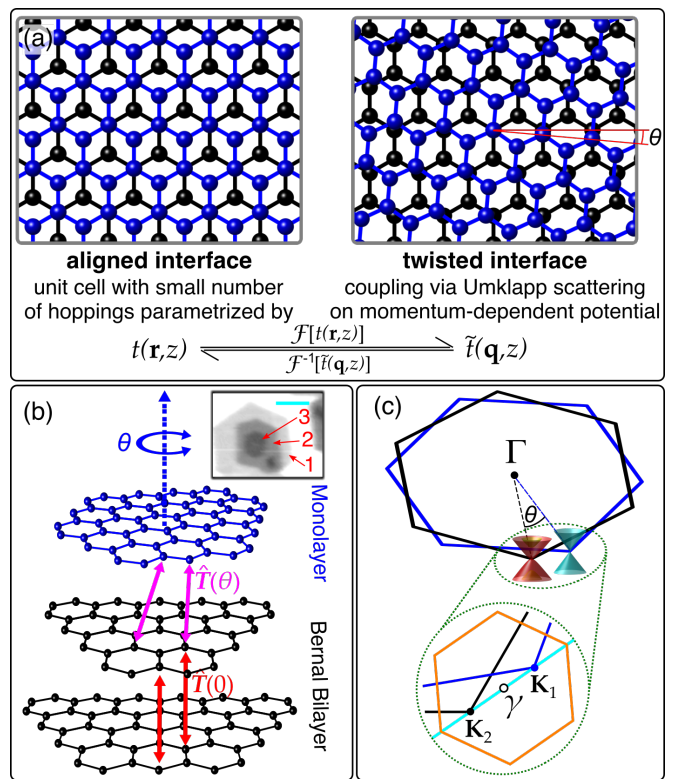 (a)
θ
aligned interface
unit cell with small number
of hoppings parametrized by
t(r,z)
twisted interface
coupling via Umklapp scattering
on momentum-dependent potential
ℱ[t(r,z)]
ℱ⁻¹[t̃(q,z)]
t̃(q,z)
(b)
θ
3
2
1
Monolayer
T̂(θ)
Bernal Bilayer
T̂(0)
(c)
Γ
θ
K₁
γ
K₂